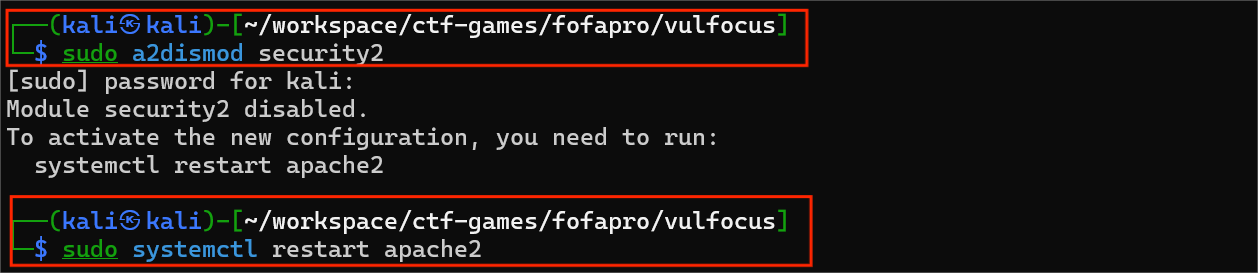 ┌──(kali㉿kali)-[~/workspace/ctf-games/fofapro/vulfocus]
└─$ sudo a2dismod security2
[sudo] password for kali:
Module security2 disabled.
To activate the new configuration, you need to run:
  systemctl restart apache2
┌──(kali㉿kali)-[~/workspace/ctf-games/fofapro/vulfocus]
└─$ sudo systemctl restart apache2